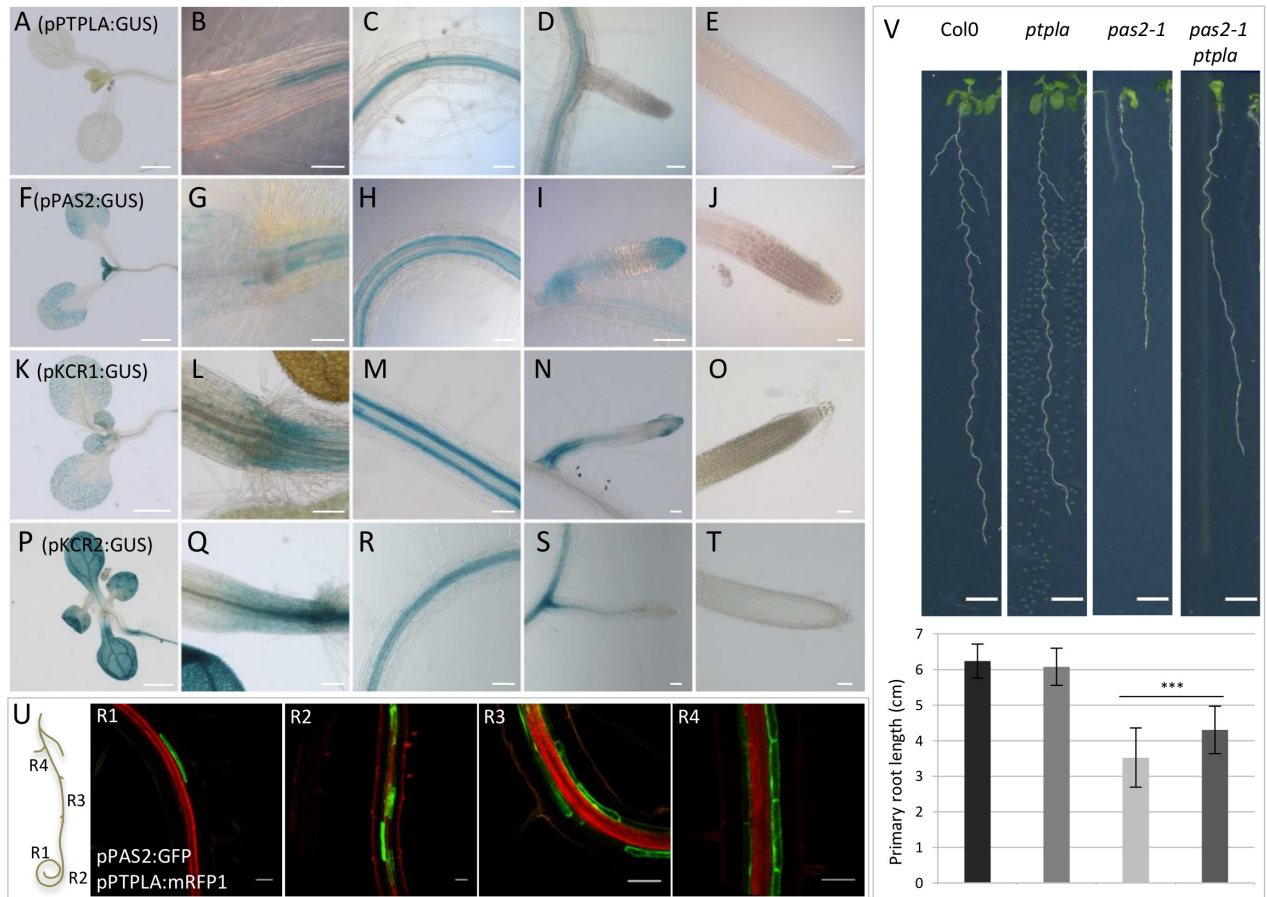 A (pPTPLA:GUS) B C D E
F (pPAS2:GUS) G H I J
K (pKCR1:GUS) L M N O
P (pKCR2:GUS) Q R S T
U
R4
R3
R1
R2
R1
pPAS2:GFP
pPTPLA:mRFP1
R2
R3
R4
V Col0 ptpla pas2-1 pas2-1
ptpla
Primary root length (cm)
7
6
5
4
3
2
1
0
***